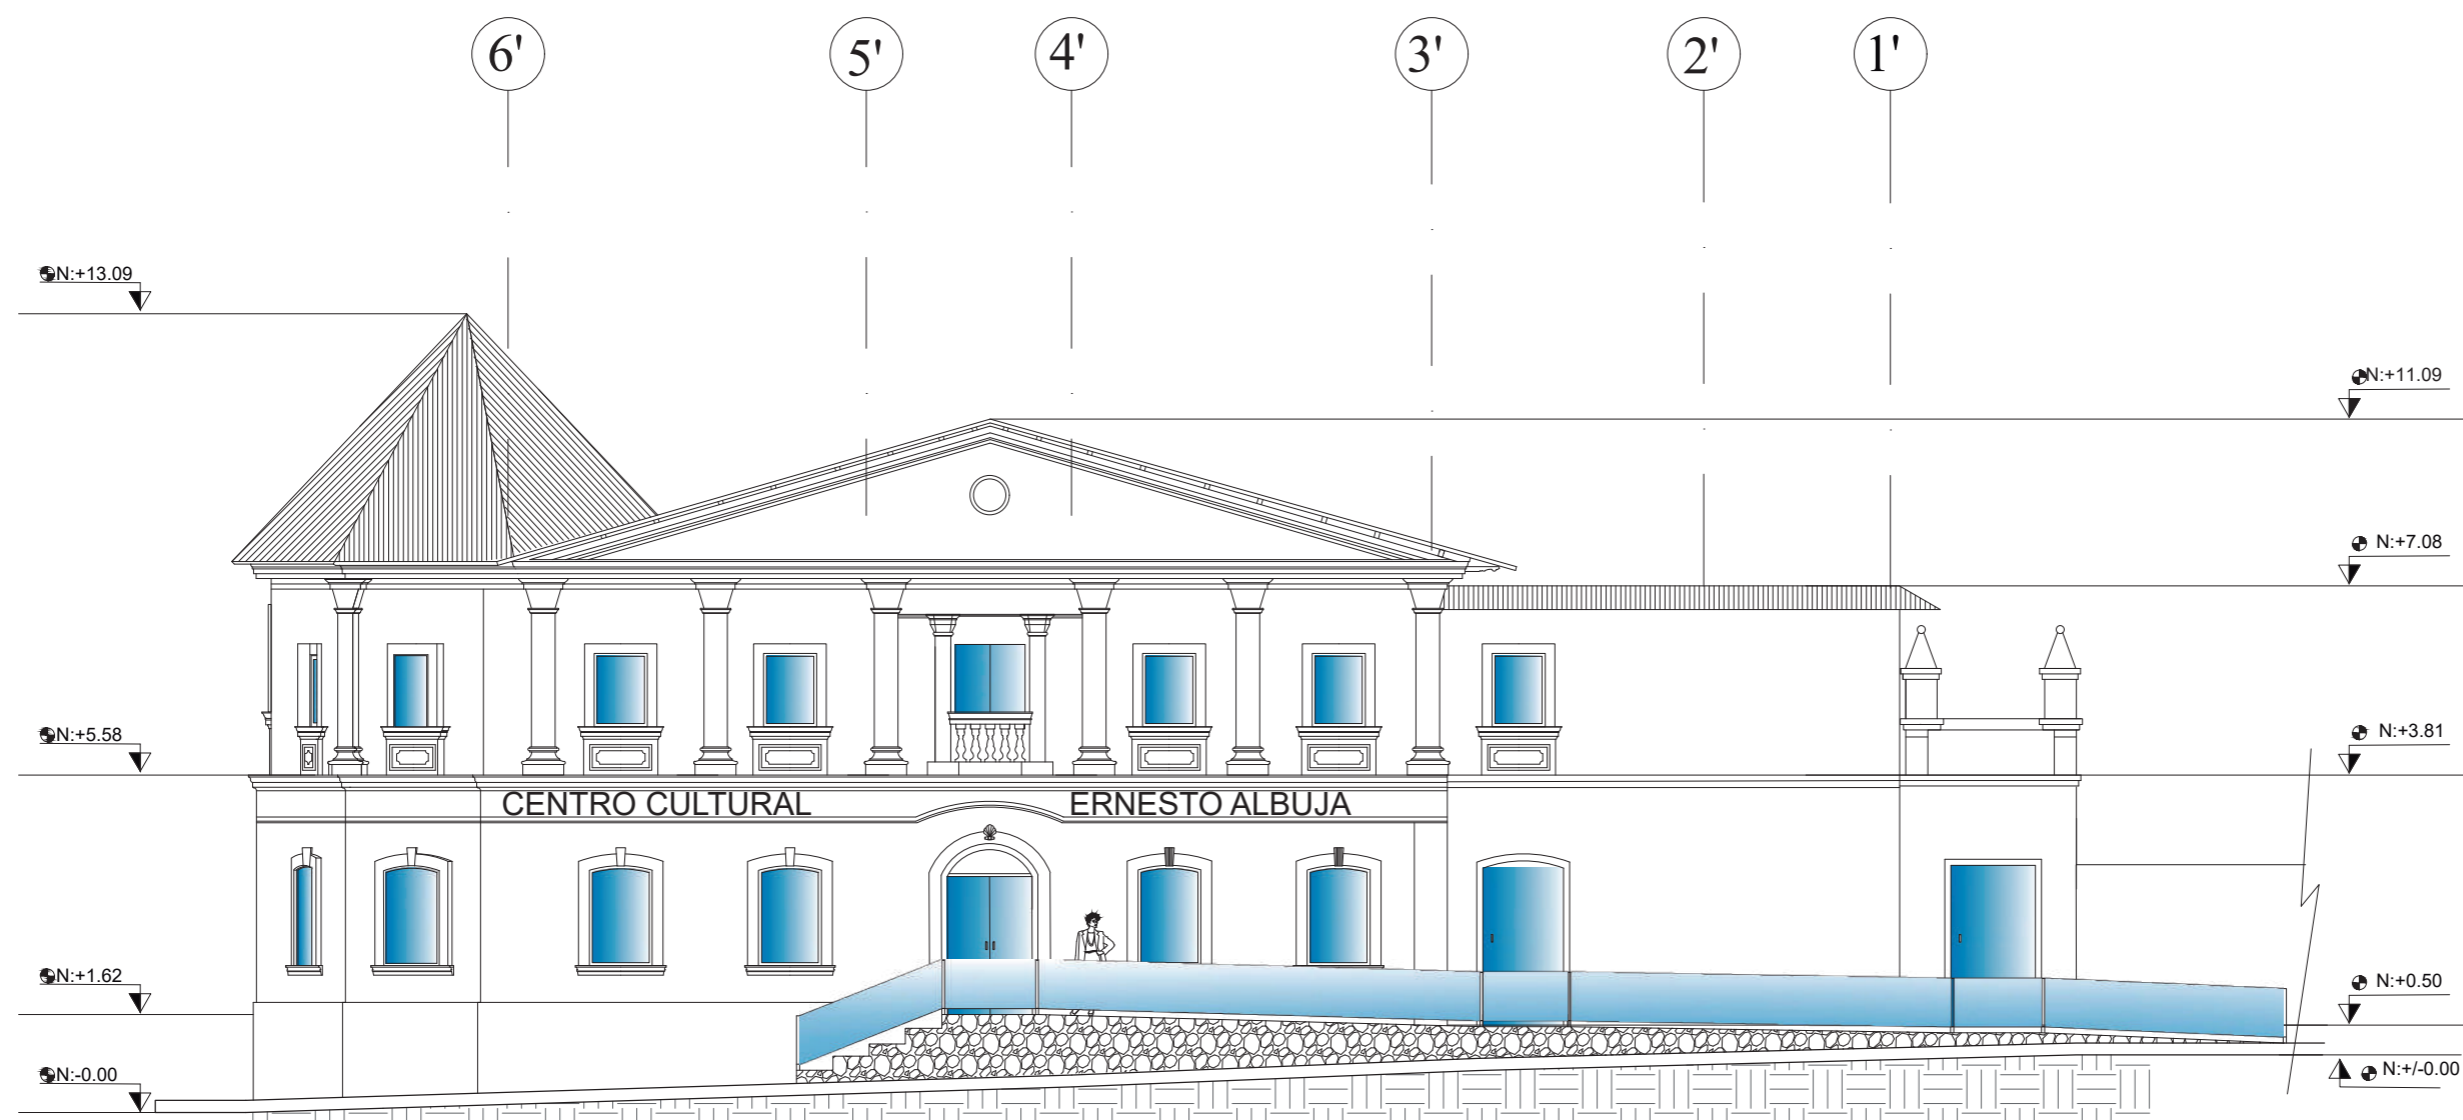 6' 5' 4' 3' 2' 1'
N:+13.09
N:+11.09
N:+7.08
N:+5.58
N:+3.81
CENTRO CULTURAL ERNESTO ALBUJA
N:+1.62
N:+0.50
N:-0.00
N:+/-0.00